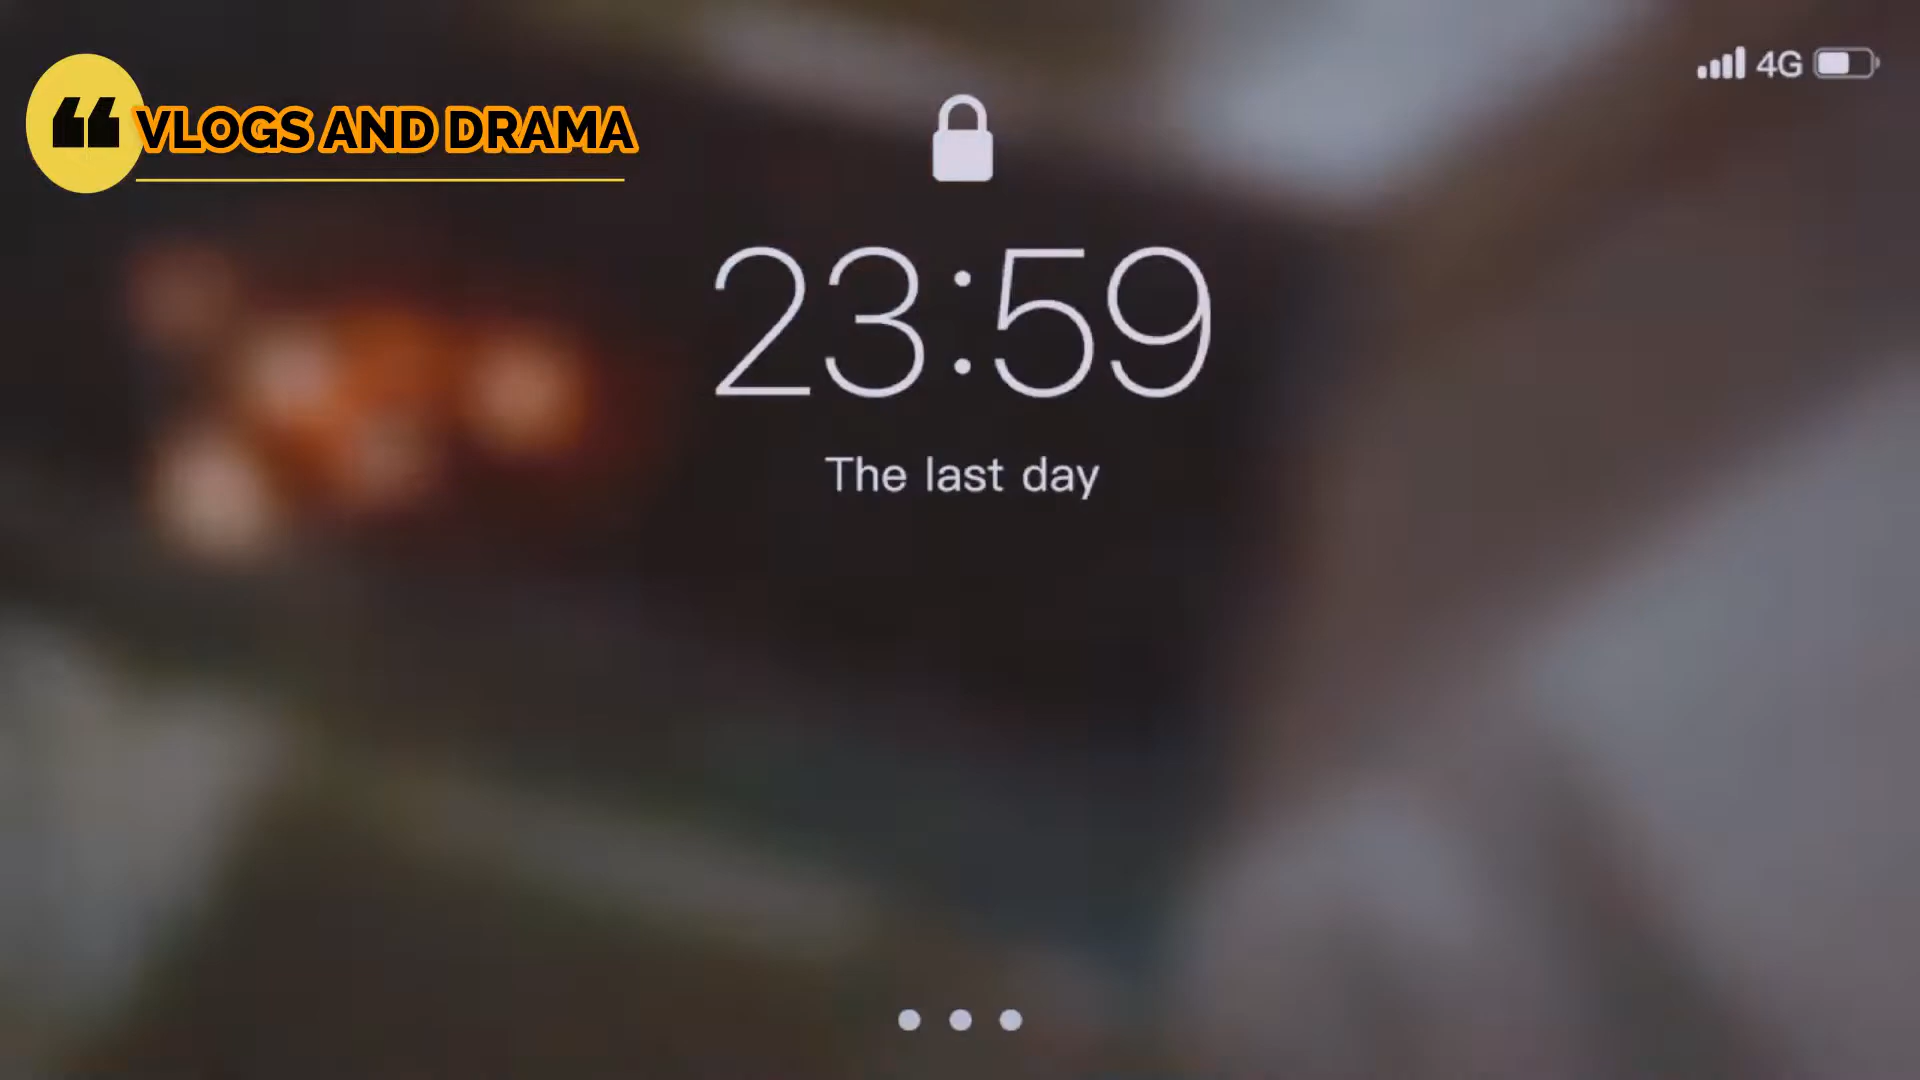 4G
❝ VLOGS AND DRAMA
23:59
The last day